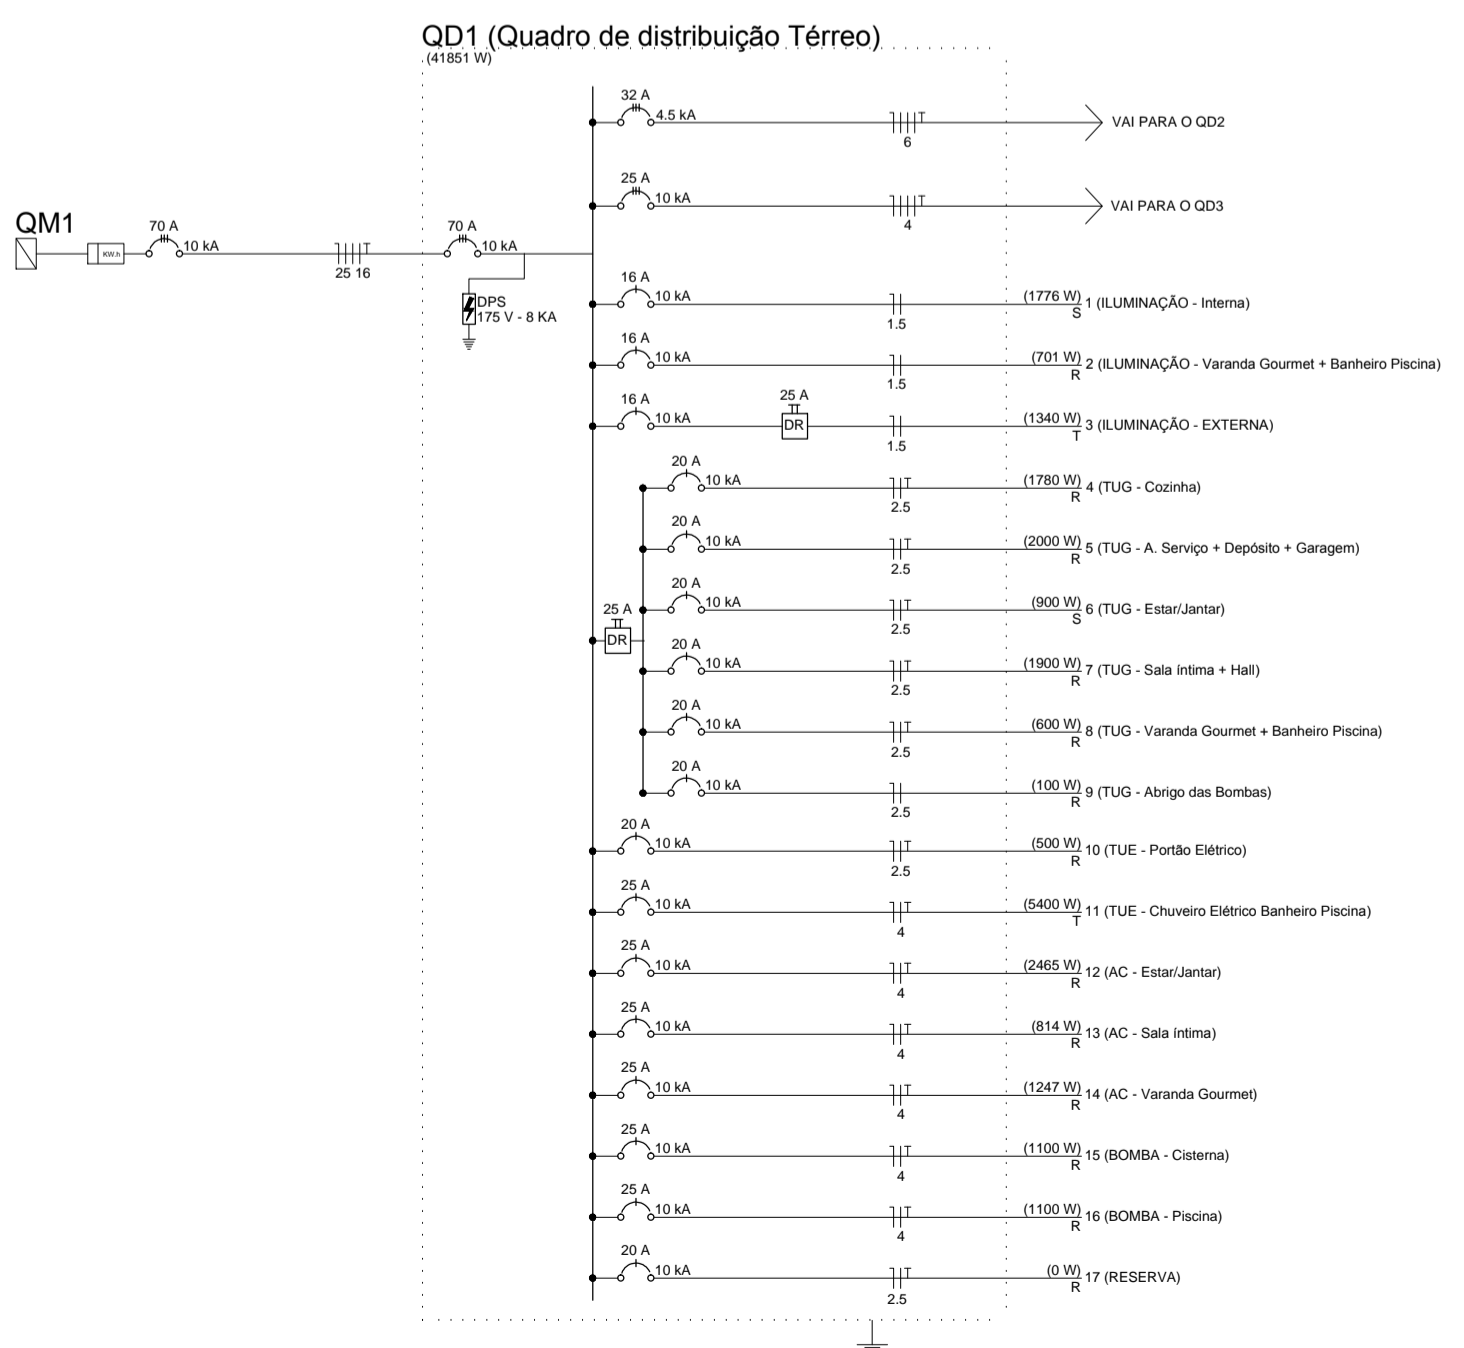 QD1 (Quadro de distribuição Térreo)
(41851 W)
32 A
4.5 kA
6
VAI PARA O QD2
25 A
10 kA
4
VAI PARA O QD3
QM1
KW.h
70 A
10 kA
25 16
70 A
10 kA
DPS
175 V - 8 KA
16 A
10 kA
1.5
(1776 W)
S
1 (ILUMINAÇÃO - Interna)
16 A
10 kA
1.5
(701 W)
R
2 (ILUMINAÇÃO - Varanda Gourmet + Banheiro Piscina)
16 A
10 kA
25 A
DR
1.5
(1340 W)
T
3 (ILUMINAÇÃO - EXTERNA)
25 A
DR
20 A
10 kA
2.5
(1780 W)
R
4 (TUG - Cozinha)
20 A
10 kA
2.5
(2000 W)
R
5 (TUG - A. Serviço + Depósito + Garagem)
20 A
10 kA
2.5
(900 W)
S
6 (TUG - Estar/Jantar)
20 A
10 kA
2.5
(1900 W)
R
7 (TUG - Sala íntima + Hall)
20 A
10 kA
2.5
(600 W)
R
8 (TUG - Varanda Gourmet + Banheiro Piscina)
20 A
10 kA
2.5
(100 W)
R
9 (TUG - Abrigo das Bombas)
20 A
10 kA
2.5
(500 W)
R
10 (TUE - Portão Elétrico)
25 A
10 kA
4
(5400 W)
T
11 (TUE - Chuveiro Elétrico Banheiro Piscina)
25 A
10 kA
4
(2465 W)
R
12 (AC - Estar/Jantar)
25 A
10 kA
4
(814 W)
R
13 (AC - Sala íntima)
25 A
10 kA
4
(1247 W)
R
14 (AC - Varanda Gourmet)
25 A
10 kA
4
(1100 W)
R
15 (BOMBA - Cisterna)
25 A
10 kA
4
(1100 W)
R
16 (BOMBA - Piscina)
20 A
10 kA
2.5
(0 W)
R
17 (RESERVA)